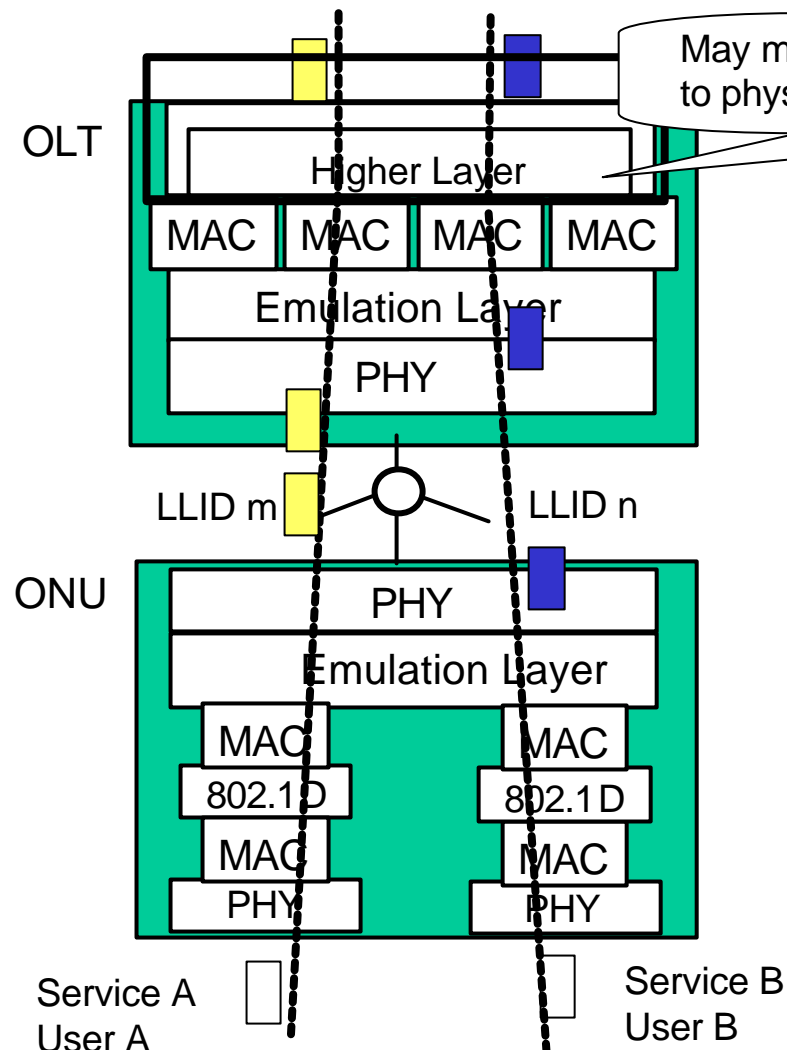 May m
to phys
OLT
Higher Layer
MAC MAC MAC MAC
Emulation Layer
PHY
LLID m LLID n
ONU
PHY
Emulation Layer
MAC MAC
802.1D 802.1D
MAC MAC
PHY PHY
Service A Service B
User A User B